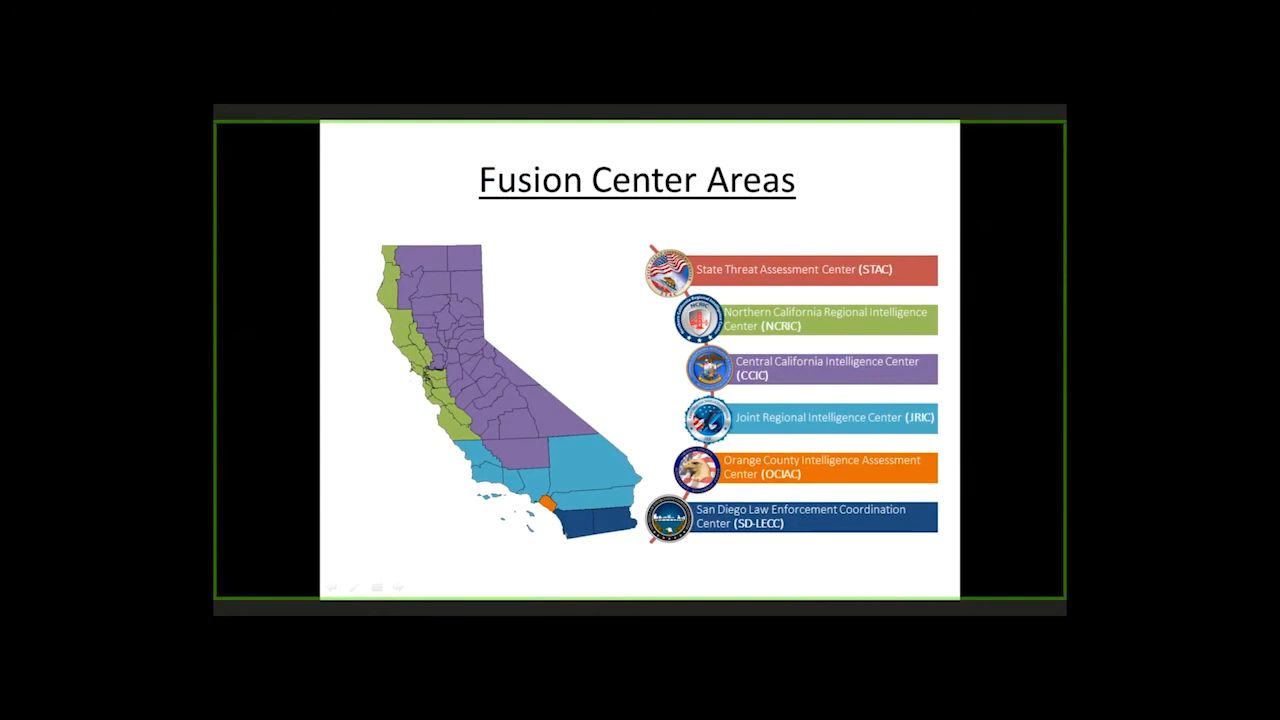 Fusion Center Areas
State Threat Assessment Center (STAC)
Northern California Regional Intelligence
Center (NCRIC)
Central California Intelligence Center
(CCIC)
Joint Regional Intelligence Center (JRIC)
Orange County Intelligence Assessment
Center (OCIAC)
San Diego Law Enforcement Coordination
Center (SD-LECC)